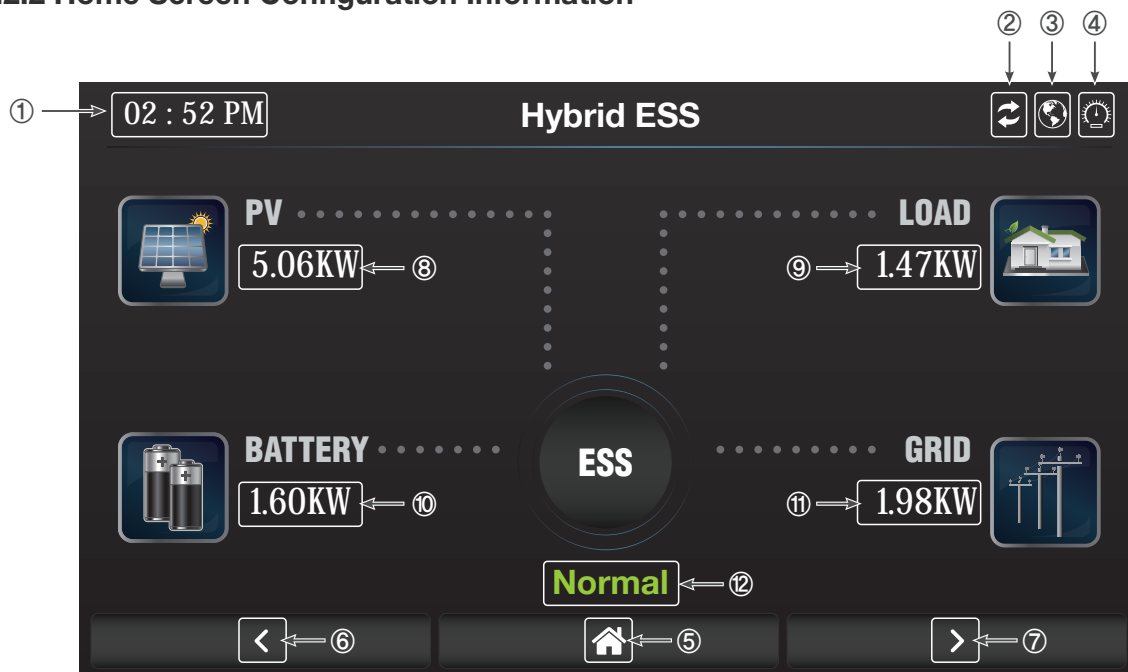 .2.2 Home Screen Configuration Information
② ③ ④
① 02 : 52 PM Hybrid ESS
PV LOAD
5.06KW ⑧ ⑨ 1.47KW
BATTERY ESS GRID
1.60KW ⑩ ⑪ 1.98KW
Normal ⑫
⑥ ⑤ ⑦